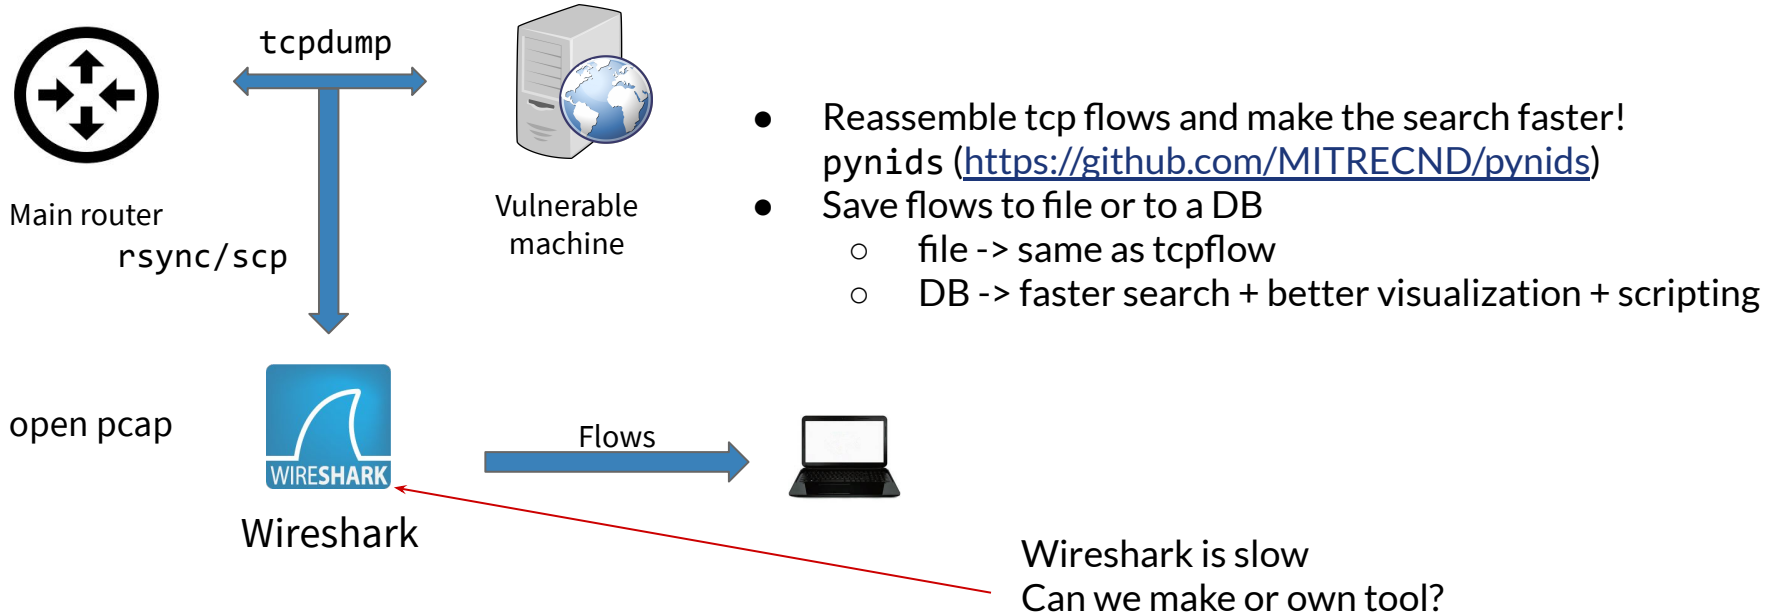 tcpdump
Main router
rsync/scp
Vulnerable
machine
● Reassemble tcp flows and make the search faster!
pynids (https://github.com/MITRECND/pynids)
● Save flows to file or to a DB
○ file -> same as tcpflow
○ DB -> faster search + better visualization + scripting
open pcap
WIRESHARK
Wireshark
Flows
Wireshark is slow
Can we make or own tool?